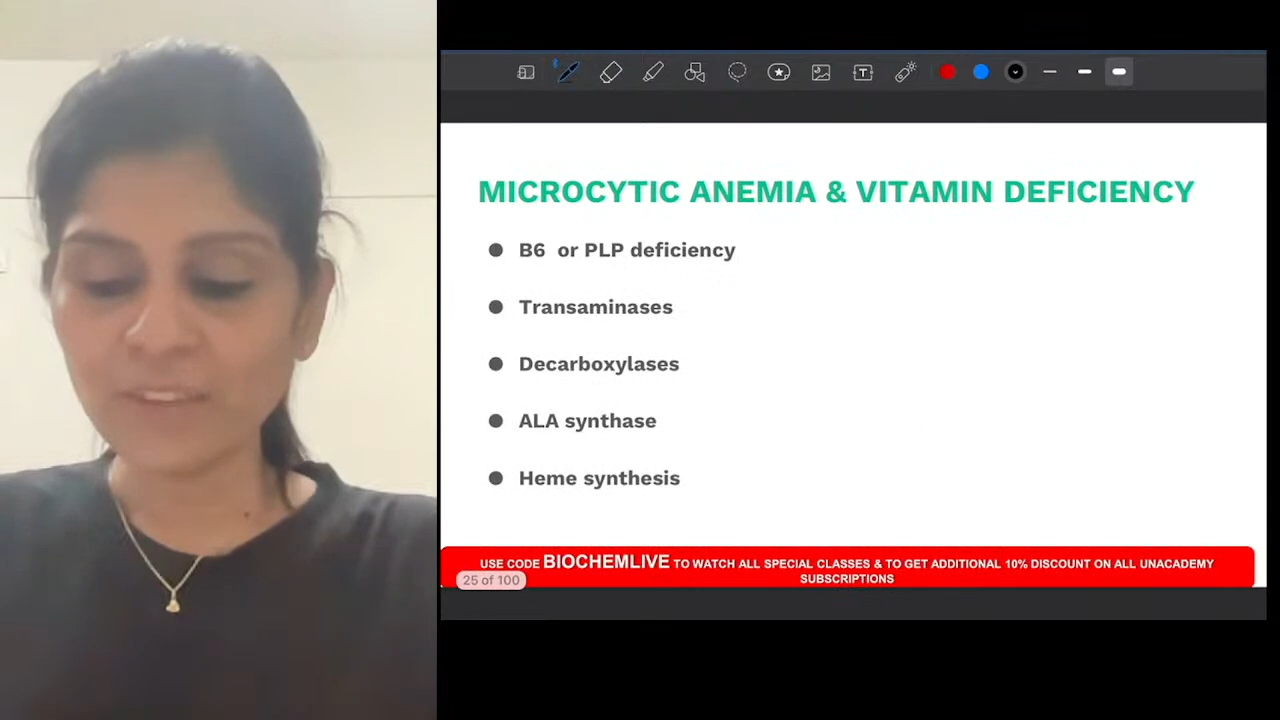 MICROCYTIC ANEMIA & VITAMIN DEFICIENCY
● B6 or PLP deficiency
● Transaminases
● Decarboxylases
● ALA synthase
● Heme synthesis
USE CODE BIOCHEMLIVE TO WATCH ALL SPECIAL CLASSES & TO GET ADDITIONAL 10% DISCOUNT ON ALL UNACADEMY
SUBSCRIPTIONS
25 of 100